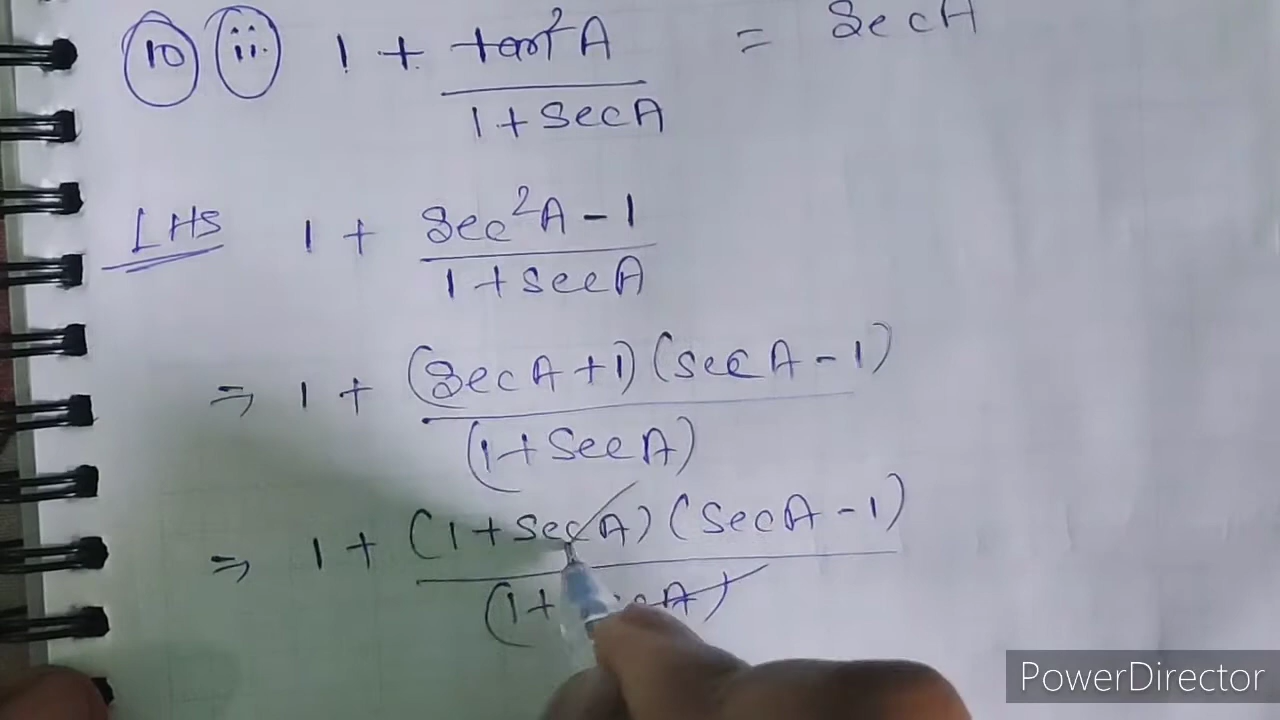 10 ii 1 + tan²A / 1 + SecA = SecA
LHS 1 + Sec²A - 1 / 1 + SecA
⇒ 1 + (SecA + 1) (SecA - 1) / (1 + SecA)
⇒ 1 + (1 + SecA) (SecA - 1) / (1 + SecA)
PowerDirector